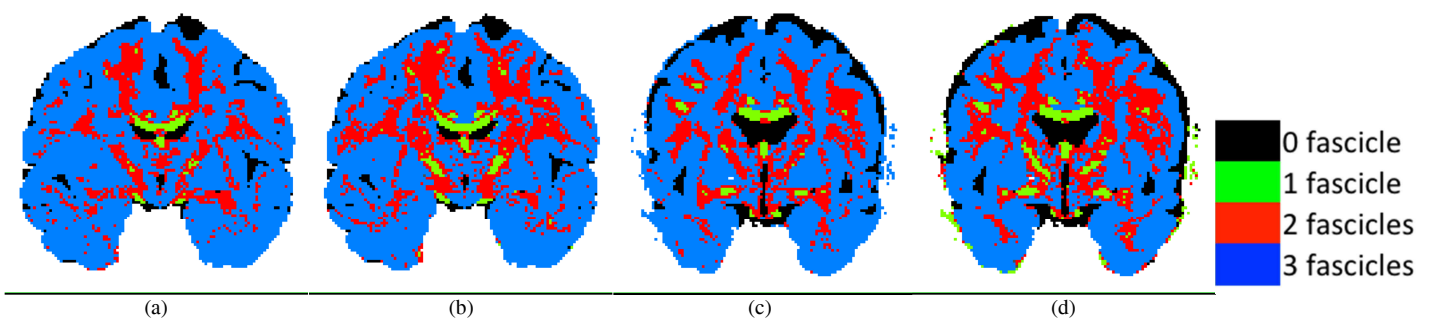 0 fascicle
1 fascicle
2 fascicles
3 fascicles
(a) (b) (c) (d)